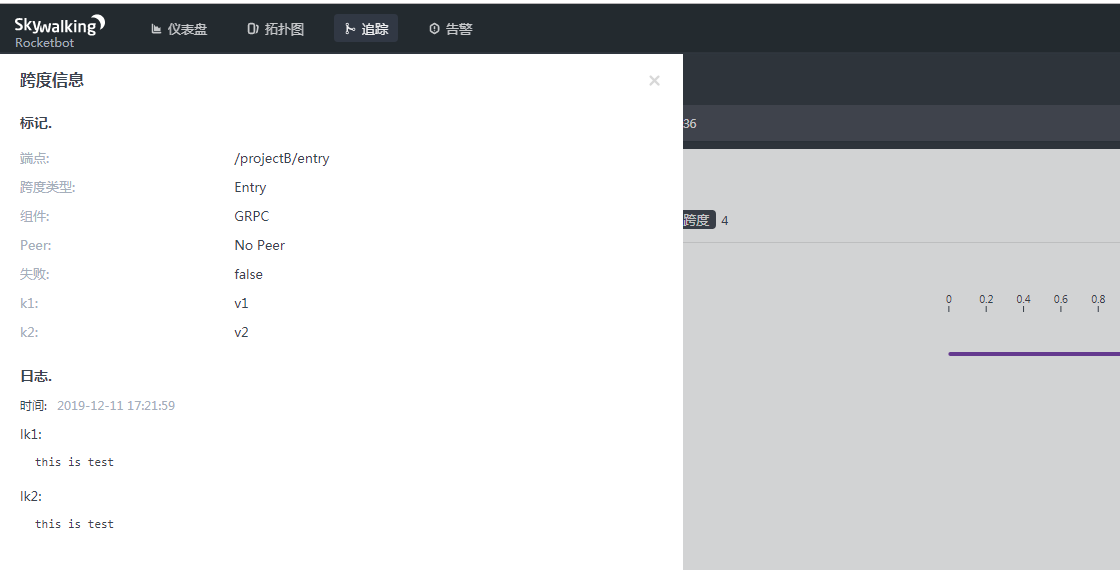 Skywalking
Rocketbot
仪表盘 拓扑图 追踪 告警
跨度信息 ×
36
标记.
端点: /projectB/entry
跨度类型: Entry
组件: GRPC
跨度 4
Peer: No Peer
失败: false
k1: v1
0 0.2 0.4 0.6 0.8
k2: v2
日志.
时间: 2019-12-11 17:21:59
lk1:
this is test
lk2:
this is test